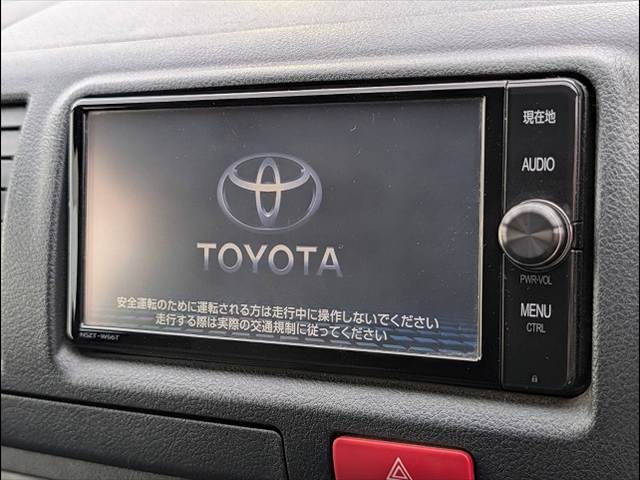 TOYOTA
安全運転のために運転される方は走行中に操作しないでください
走行する際は実際の交通規制に従ってください
NSZT-W66T
現在地
AUDIO
PWR-VOL
MENU
CTRL